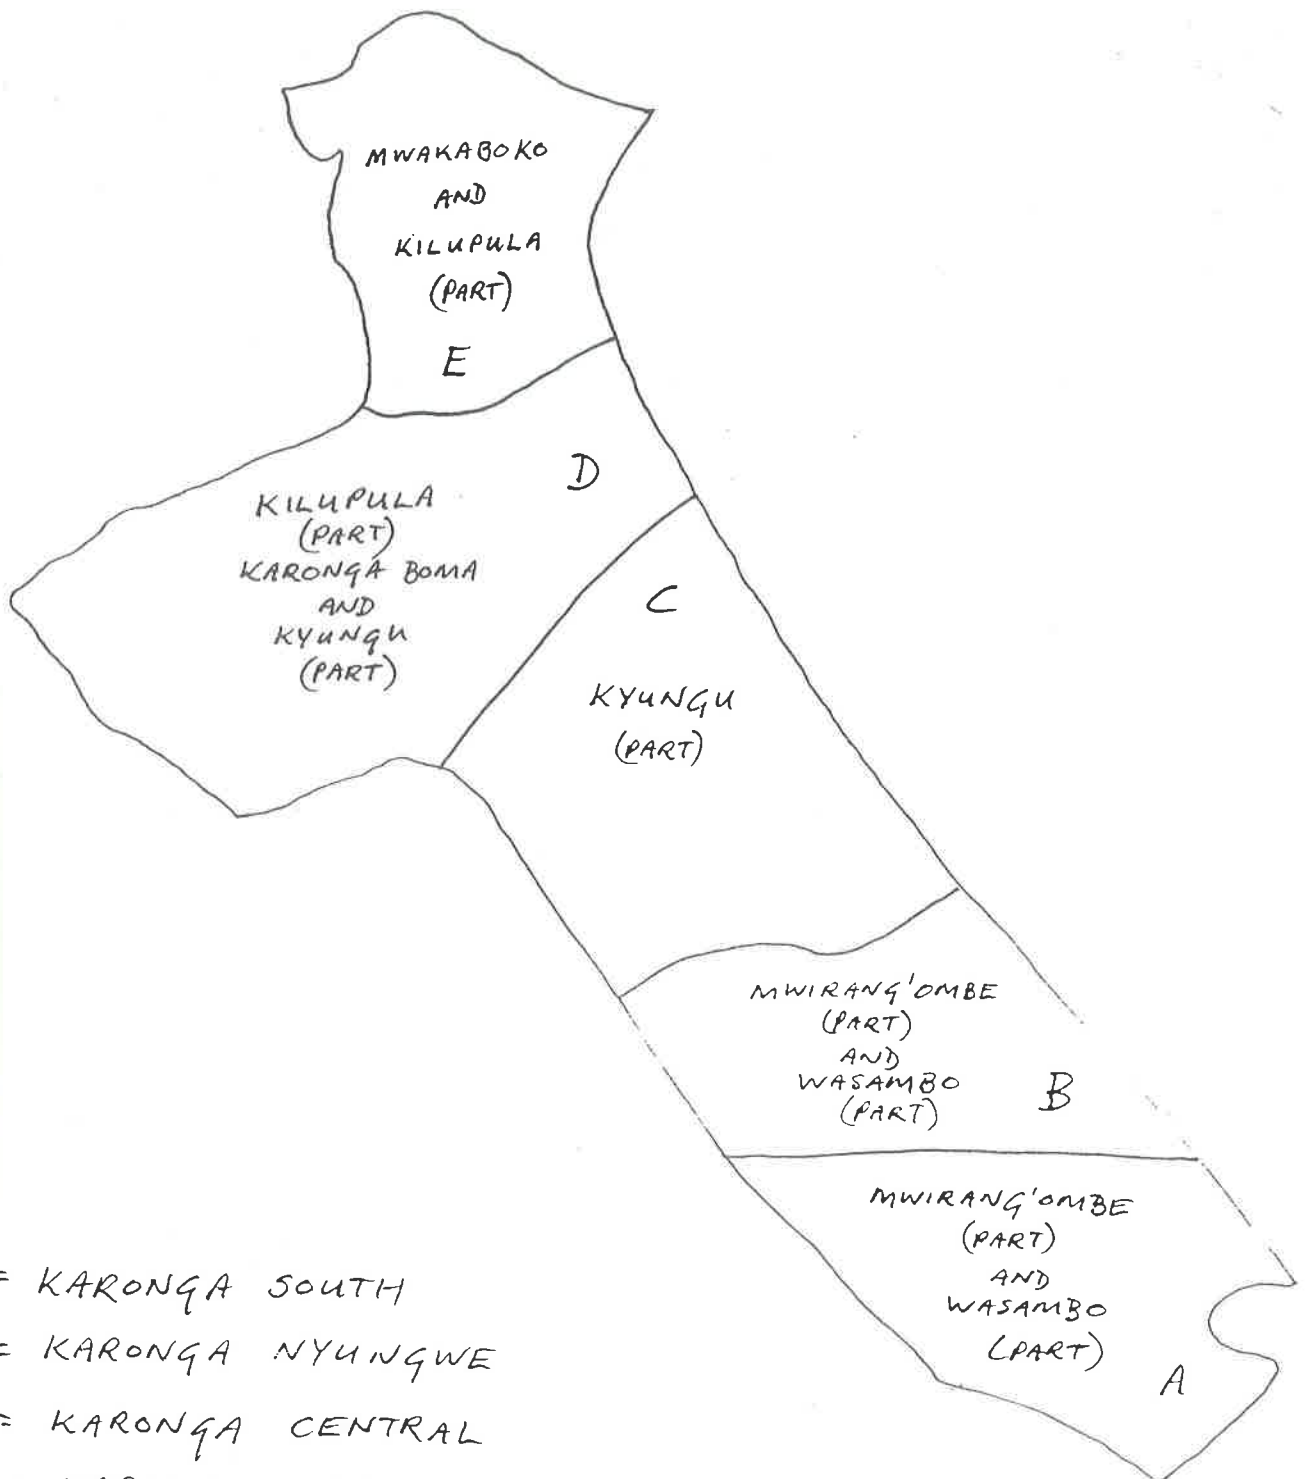 MWAKABOKO
AND
KILUPULA
(PART)
E
D
KILUPULA
(PART)
KARONGA BOMA
AND
KYUNGU
(PART)
C
KYUNGU
(PART)
MWIRANG'OMBE
(PART)
AND
WASAMBO
(PART)
B
MWIRANG'OMBE
(PART)
AND
WASAMBO
(PART)
A
= KARONGA SOUTH
= KARONGA NYUNGWE
= KARONGA CENTRAL